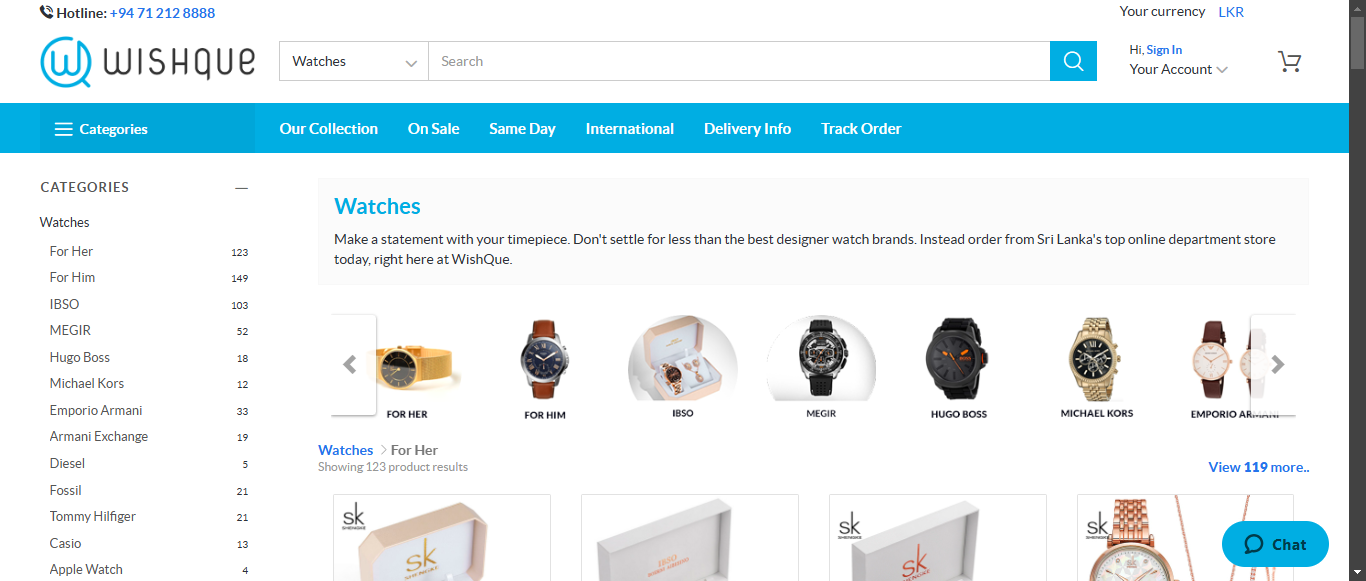 Hotline: +94 71 212 8888
Your currency LKR
WISHQUE
Watches
Search
Hi, Sign In
Your Account
Categories
Our Collection
On Sale
Same Day
International
Delivery Info
Track Order
CATEGORIES
Watches
For Her 123
For Him 149
IBSO 103
MEGIR 52
Hugo Boss 18
Michael Kors 12
Emporio Armani 33
Armani Exchange 19
Diesel 5
Fossil 21
Tommy Hilfiger 21
Casio 13
Apple Watch 4
Watches
Make a statement with your timepiece. Don't settle for less than the best designer watch brands. Instead order from Sri Lanka's top online department store
today, right here at WishQue.
FOR HER
FOR HIM
IBSO
MEGIR
HUGO BOSS
MICHAEL KORS
EMPORIO ARMANI
Watches > For Her
Showing 123 product results
View 119 more..
sk
SHENGKE
sk
SHENGKE
IBSO
sk
SHENGKE
sk
SHENGKE
sk
SHENGKE
Chat